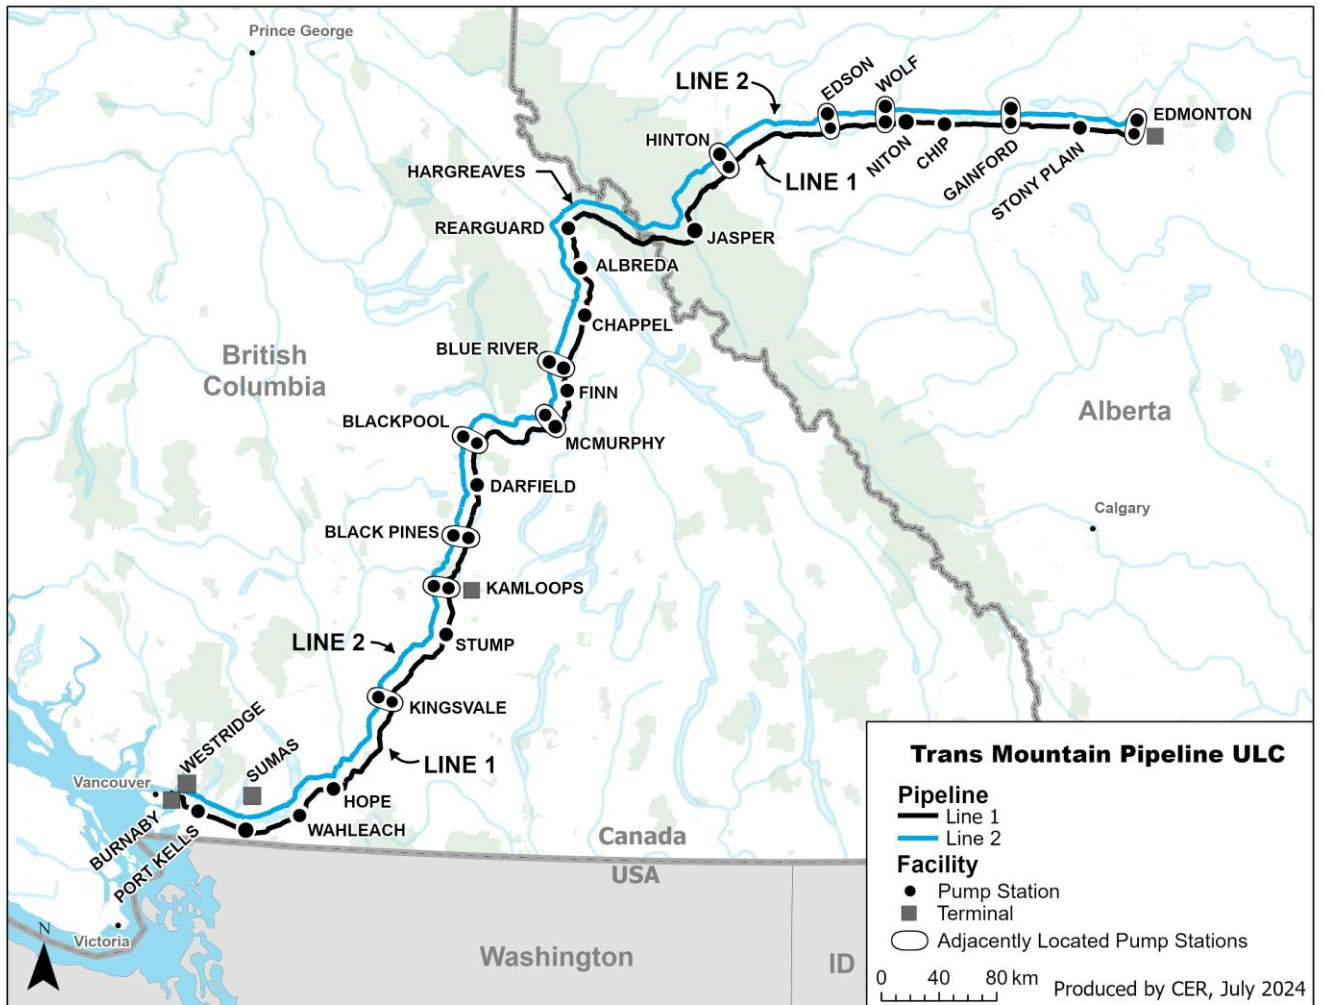 Prince George
LINE 2
EDSON
WOLF
EDMONTON
HINTON
LINE 1
NITON
CHIP
GAINFORD
STONY PLAIN
HARGREAVES
REARGUARD
JASPER
ALBREDA
CHAPPEL
British
Columbia
BLUE RIVER
FINN
Alberta
BLACKPOOL
MCMURPHY
DARFIELD
Calgary
BLACK PINES
KAMLOOPS
LINE 2
STUMP
KINGSVALE
WESTRIDGE
SUMAS
LINE 1
Vancouver
HOPE
BURNABY
PORT KELLS
WAHLEACH
Canada
USA
Victoria
Washington
ID
N
Trans Mountain Pipeline ULC
Pipeline
Line 1
Line 2
Facility
Pump Station
Terminal
Adjacently Located Pump Stations
0 40 80 km
Produced by CER, July 2024